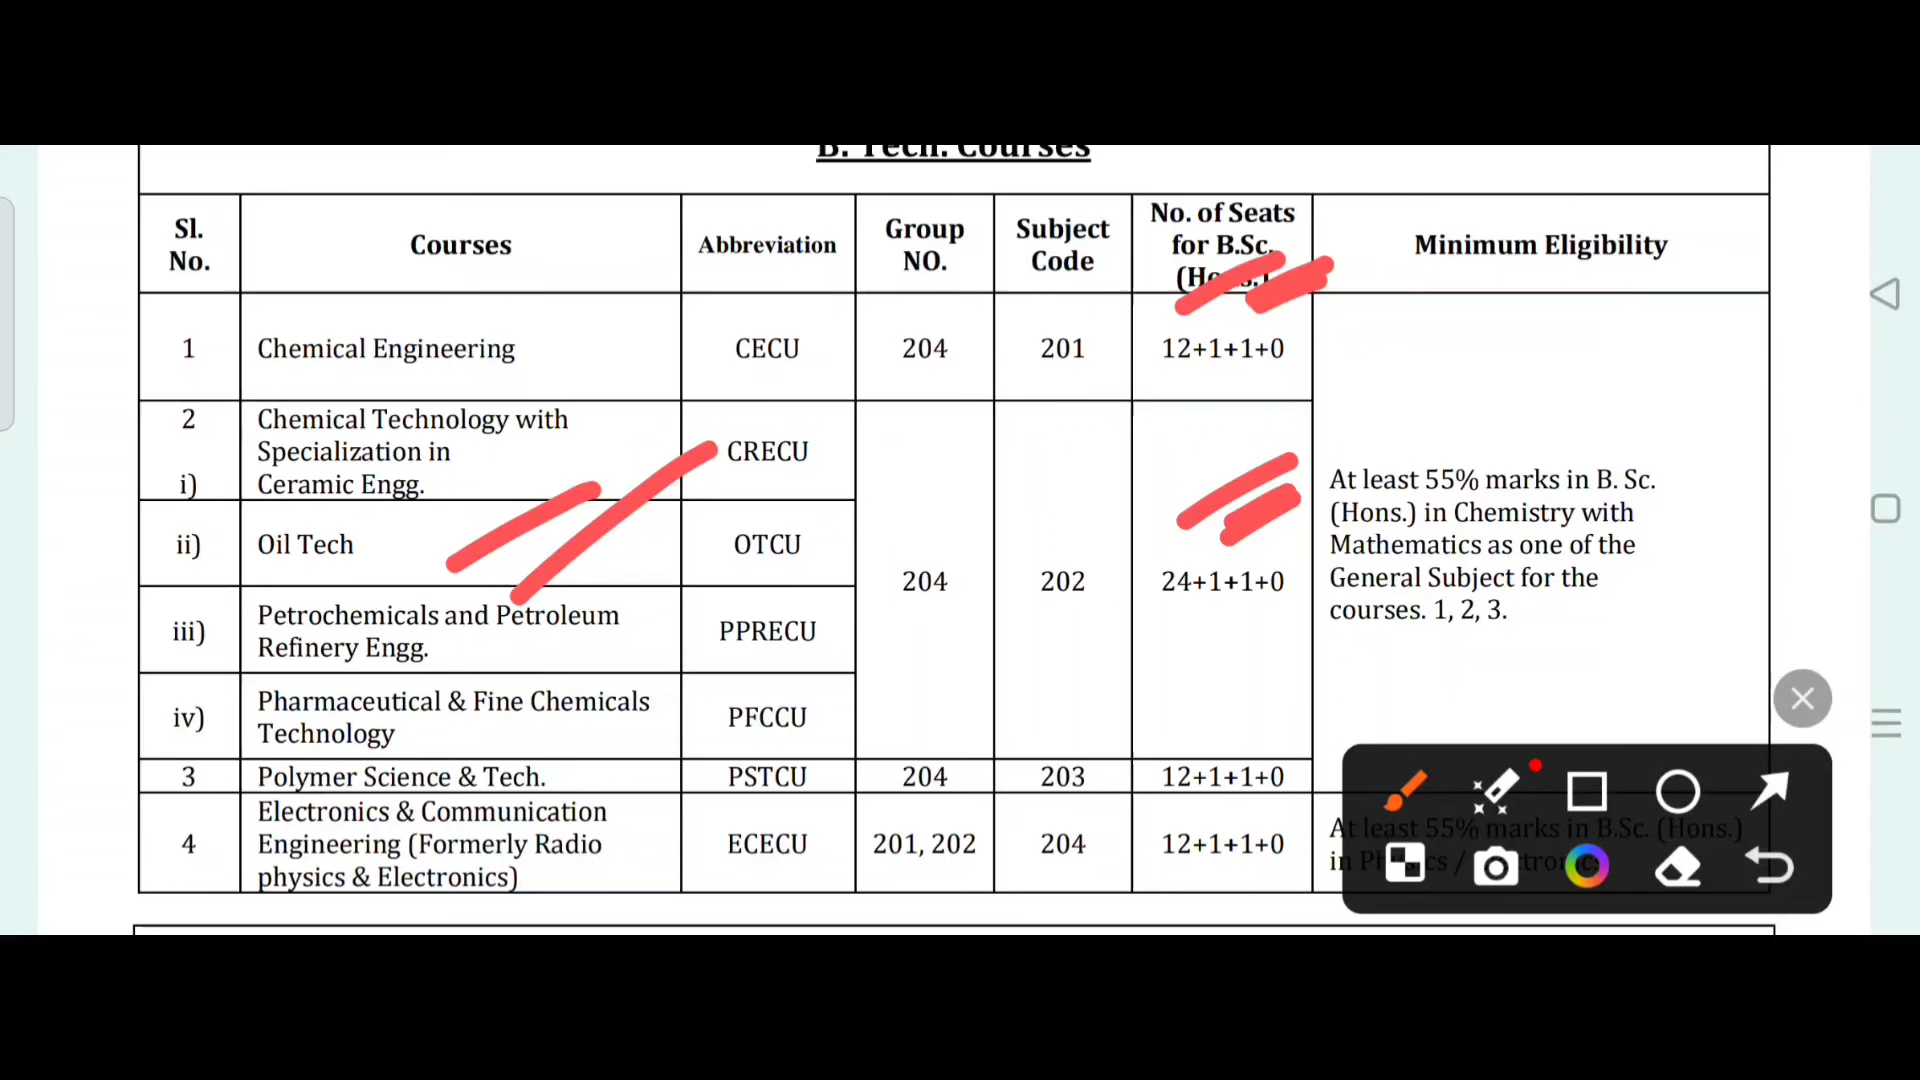 B. Tech. Courses
Sl. No.
Courses
Abbreviation
Group NO.
Subject Code
No. of Seats for B.Sc. (Hons.)
Minimum Eligibility
1
Chemical Engineering
CECU
204
201
12+1+1+0
2
Chemical Technology with
Specialization in
i)
Ceramic Engg.
CRECU
ii)
Oil Tech
OTCU
204
202
24+1+1+0
iii)
Petrochemicals and Petroleum
Refinery Engg.
PPRECU
iv)
Pharmaceutical & Fine Chemicals
Technology
PFCCU
At least 55% marks in B. Sc.
(Hons.) in Chemistry with
Mathematics as one of the
General Subject for the
courses. 1, 2, 3.
3
Polymer Science & Tech.
PSTCU
204
203
12+1+1+0
4
Electronics & Communication
Engineering (Formerly Radio
physics & Electronics)
ECECU
201, 202
204
12+1+1+0
At least 55% marks in B.Sc. (Hons.)
in